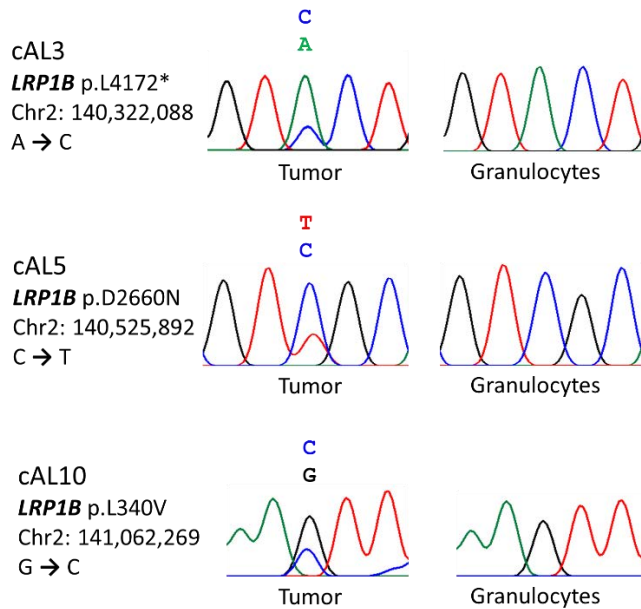 C
A
cAL3
LRP1B p.L4172*
Chr2: 140,322,088
A → C
Tumor
Granulocytes
T
C
cAL5
LRP1B p.D2660N
Chr2: 140,525,892
C → T
Tumor
Granulocytes
C
G
cAL10
LRP1B p.L340V
Chr2: 141,062,269
G → C
Tumor
Granulocytes